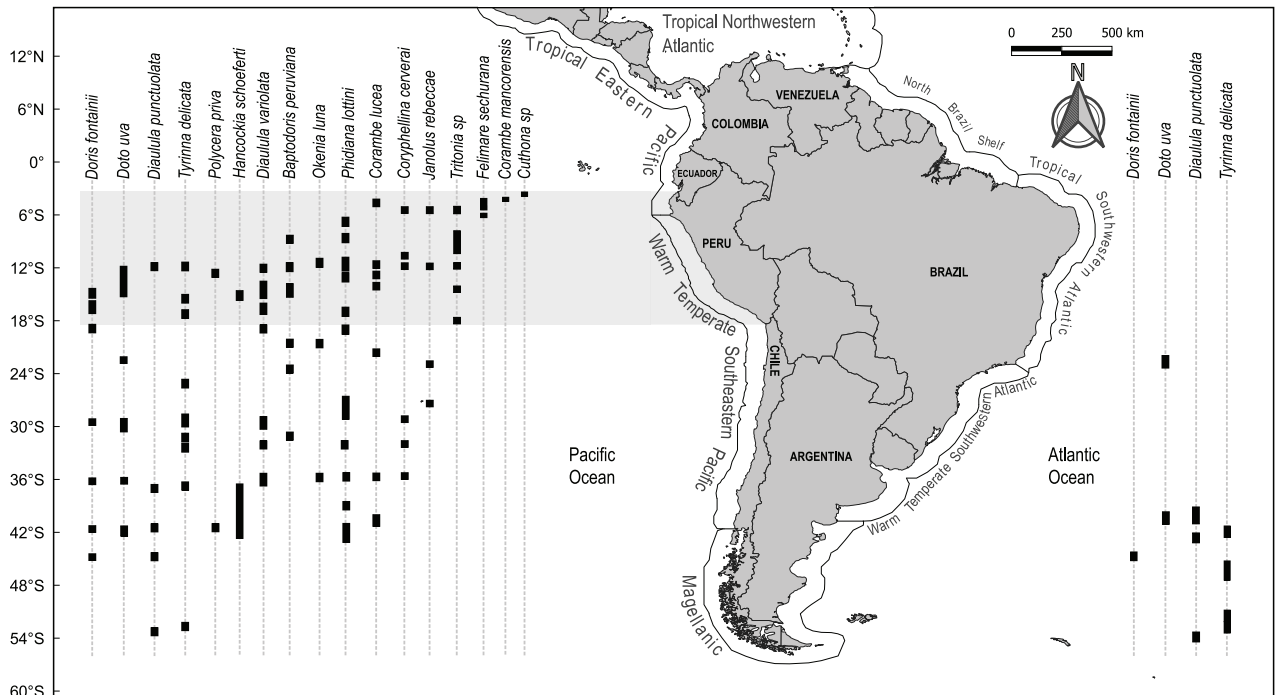 12°N
6°N
0°
6°S
12°S
18°S
24°S
30°S
36°S
42°S
48°S
54°S
60°S
Doris fontainii
Doto uva
Diaulula punctuolata
Tyrinna delicata
Polycera priva
Hancockia schoeferti
Diaulula variolata
Baptodoris peruviana
Okenia luna
Phidiana lottini
Corambe lucea
Coryphellina cerverai
Janolus rebeccae
Tritonia sp
Felimare sechurana
Corambe mancorensis
Cuthona sp
Tropical Eastern Pacific
Tropical Northwestern
Atlantic
VENEZUELA
COLOMBIA
ECUADOR
PERU
BRAZIL
CHILE
ARGENTINA
North Brazil Shelf
Tropical Southwestern Atlantic
Warm Temperate Southeastern Pacific
Warm Temperate Southwestern Atlantic
Magellanic
Pacific
Ocean
Atlantic
Ocean
0 250 500 km
N
Doris fontainii
Doto uva
Diaulula punctuolata
Tyrinna delicata